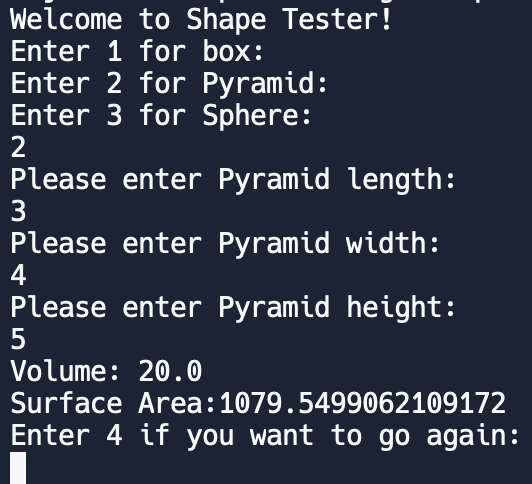 Welcome to Shape Tester!
Enter 1 for box:
Enter 2 for Pyramid:
Enter 3 for Sphere:
2
Please enter Pyramid length:
3
Please enter Pyramid width:
4
Please enter Pyramid height:
5
Volume: 20.0
Surface Area:1079.5499062109172
Enter 4 if you want to go again: